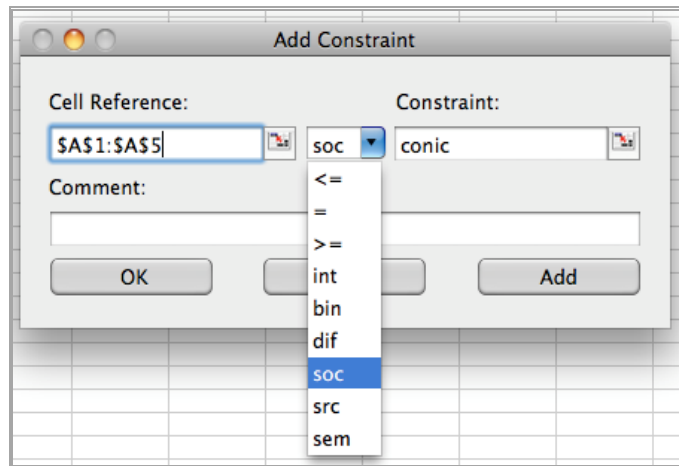 Add Constraint
Cell Reference:
Constraint:
$A$1:$A$5
soc
conic
Comment:
<=
=
>=
OK
Add
int
bin
dif
soc
src
sem